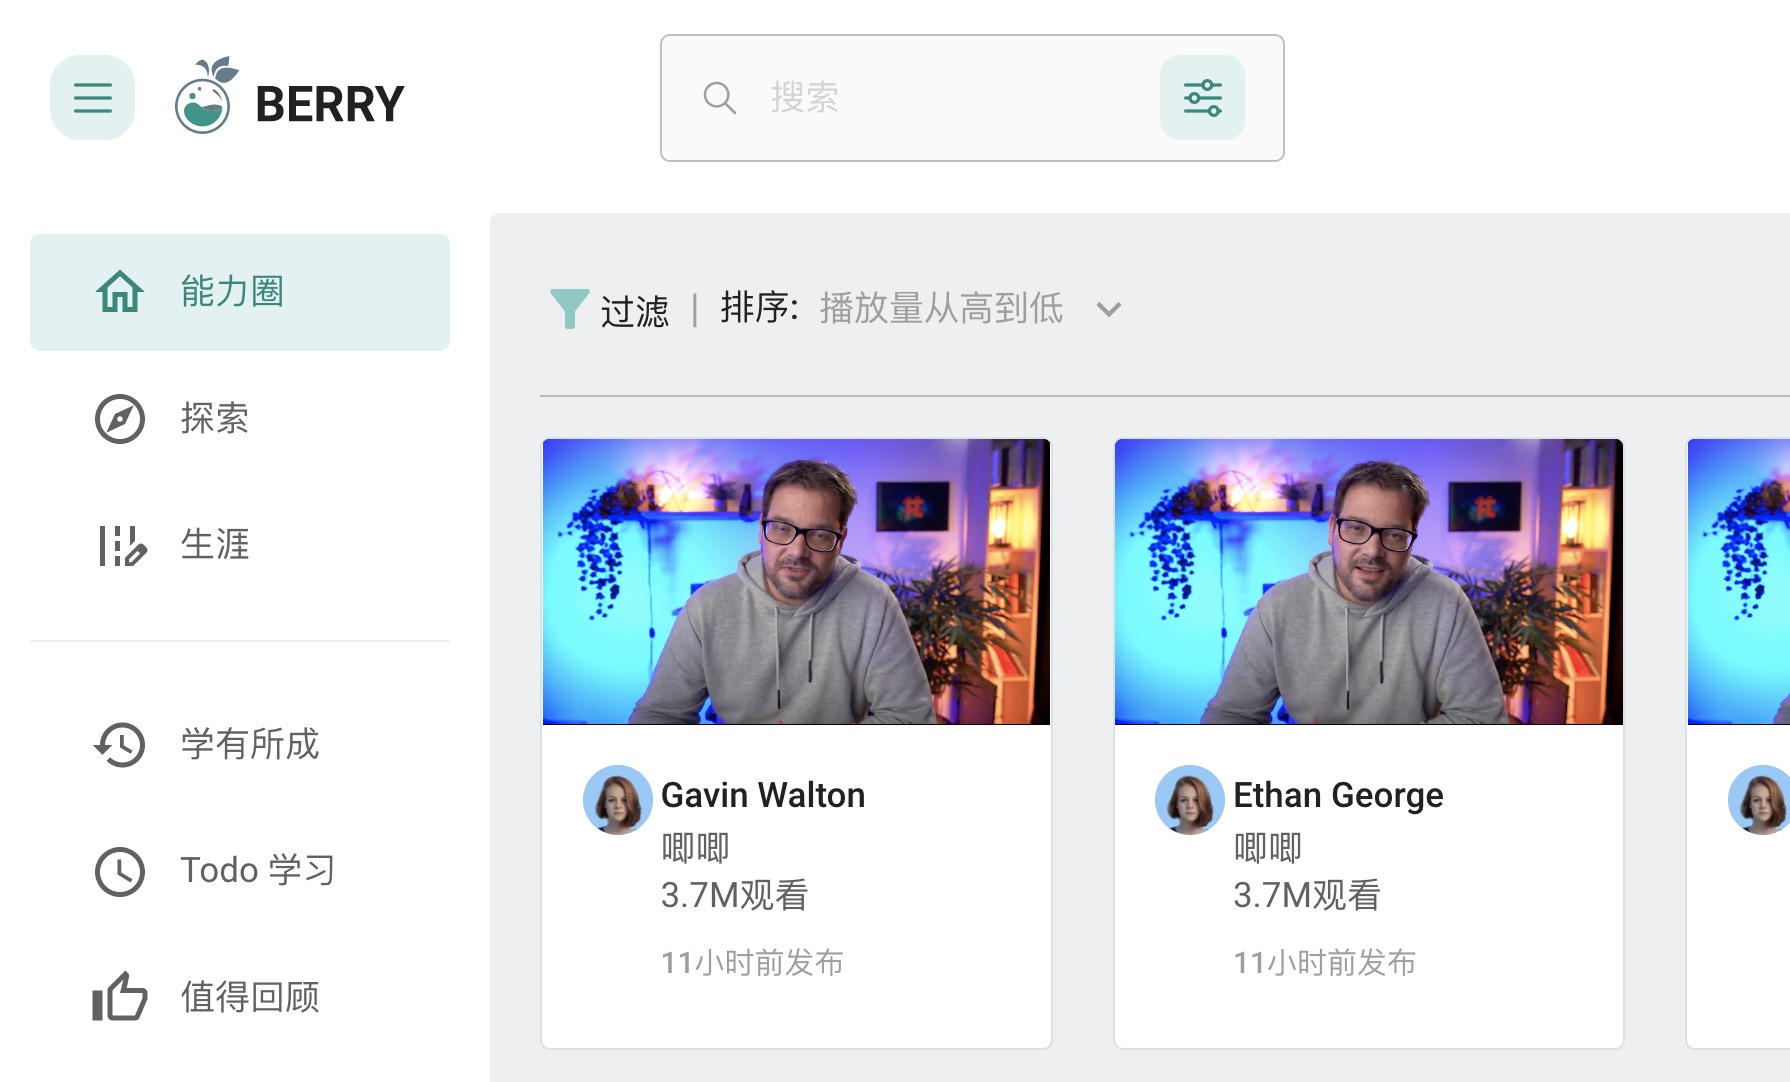 BERRY
搜索
能力圈
探索
生涯
学有所成
Todo 学习
值得回顾
过滤 | 排序: 播放量从高到低
Gavin Walton
唧唧
3.7M观看
11小时前发布
Ethan George
唧唧
3.7M观看
11小时前发布